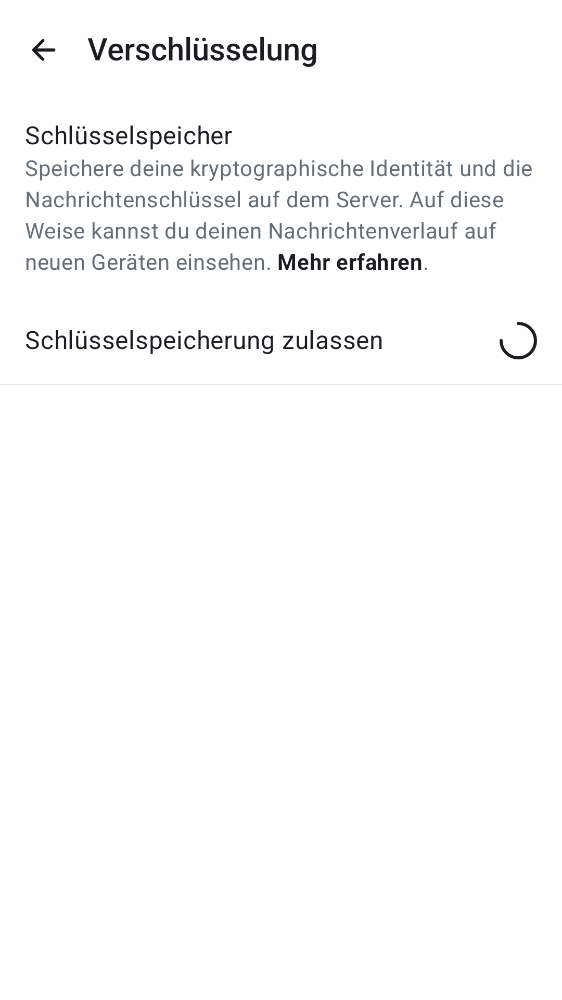 Verschlüsselung
Schlüsselspeicher
Speichere deine kryptographische Identität und die
Nachrichtenschlüssel auf dem Server. Auf diese
Weise kannst du deinen Nachrichtenverlauf auf
neuen Geräten einsehen. Mehr erfahren.
Schlüsselspeicherung zulassen